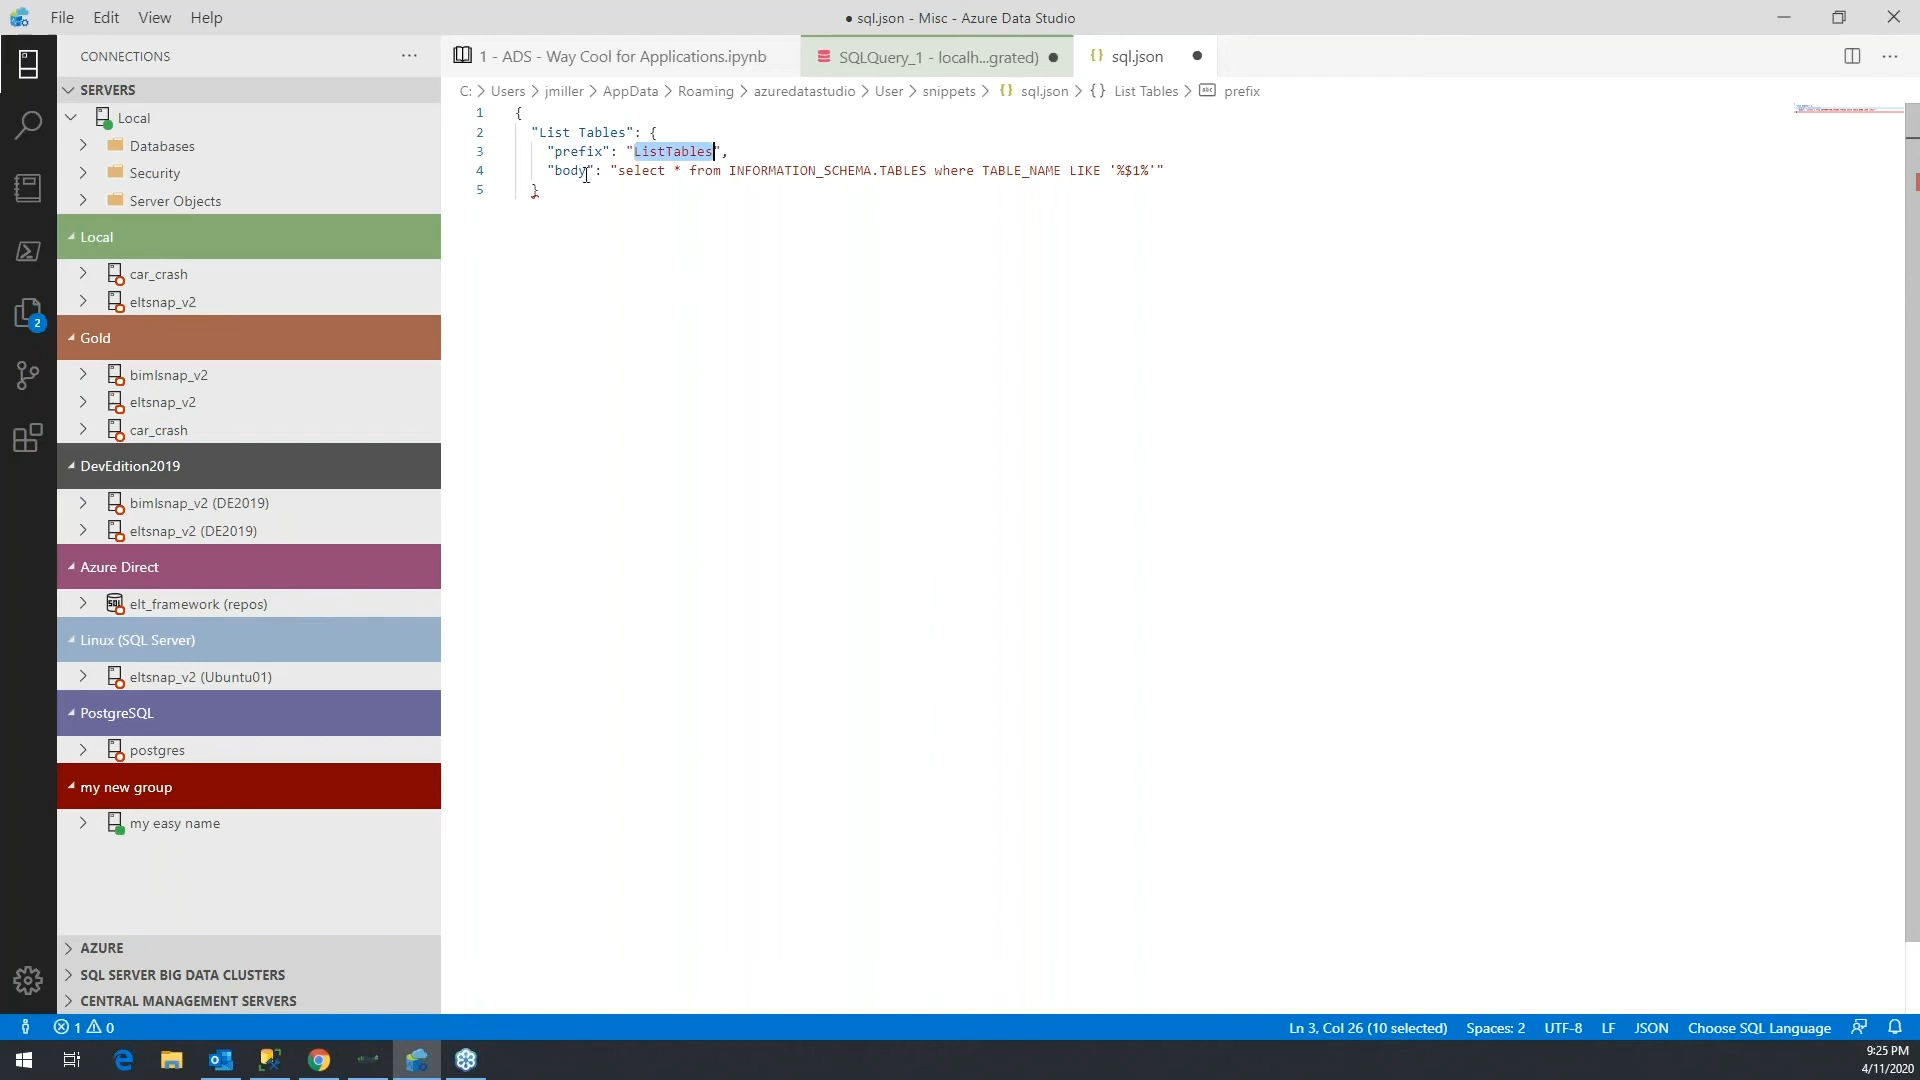 File Edit View Help
● sql.json - Misc - Azure Data Studio
CONNECTIONS
SERVERS
Local
Databases
Security
Server Objects
Local
car_crash
eltsnap_v2
Gold
bimlsnap_v2
eltsnap_v2
car_crash
DevEdition2019
bimlsnap_v2 (DE2019)
eltsnap_v2 (DE2019)
Azure Direct
elt_framework (repos)
Linux (SQL Server)
eltsnap_v2 (Ubuntu01)
PostgreSQL
postgres
my new group
my easy name
AZURE
SQL SERVER BIG DATA CLUSTERS
CENTRAL MANAGEMENT SERVERS
2
1 - ADS - Way Cool for Applications.ipynb
SQLQuery_1 - localh...grated)
{} sql.json
C: > Users > jmiller > AppData > Roaming > azuredatastudio > User > snippets > {} sql.json > {} List Tables > abc prefix
1 {
2 "List Tables": {
3 "prefix": "ListTables",
4 "body": "select * from INFORMATION_SCHEMA.TABLES where TABLE_NAME LIKE '%$1%'"
5 }
1 0
Ln 3, Col 26 (10 selected) Spaces: 2 UTF-8 LF JSON Choose SQL Language
9:25 PM
4/11/2020